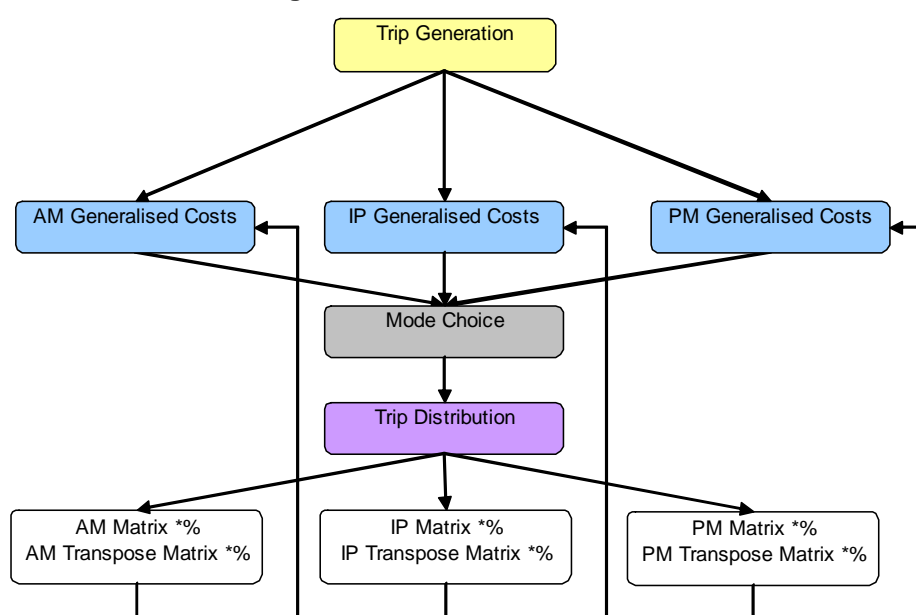 Trip Generation
AM Generalised Costs
IP Generalised Costs
PM Generalised Costs
Mode Choice
Trip Distribution
AM Matrix *%
AM Transpose Matrix *%
IP Matrix *%
IP Transpose Matrix *%
PM Matrix *%
PM Transpose Matrix *%